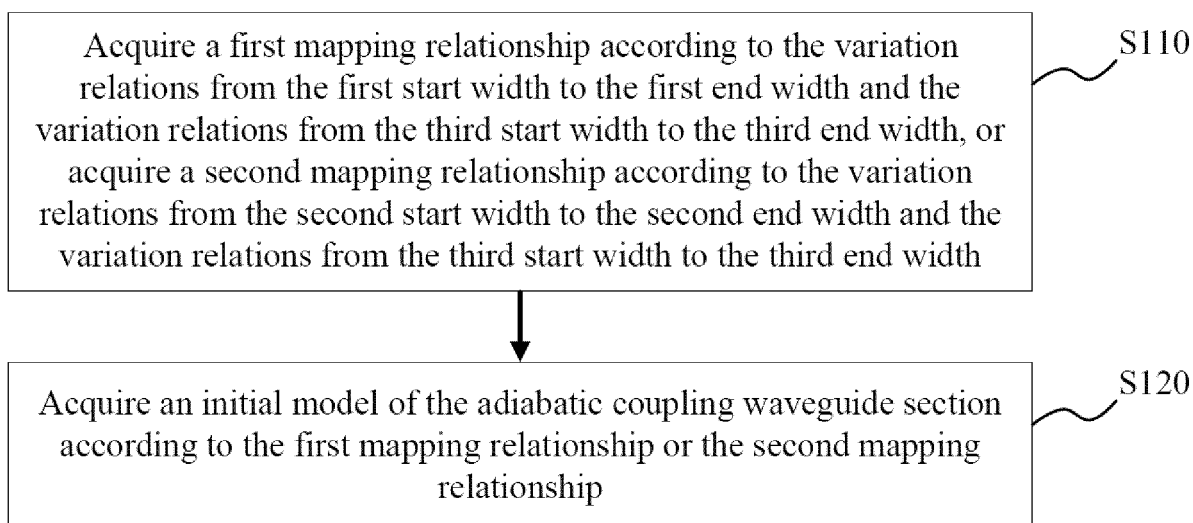 Acquire a first mapping relationship according to the variation
relations from the first start width to the first end width and the
variation relations from the third start width to the third end width, or
acquire a second mapping relationship according to the variation
relations from the second start width to the second end width and the
variation relations from the third start width to the third end width
S110
Acquire an initial model of the adiabatic coupling waveguide section
according to the first mapping relationship or the second mapping
relationship
S120